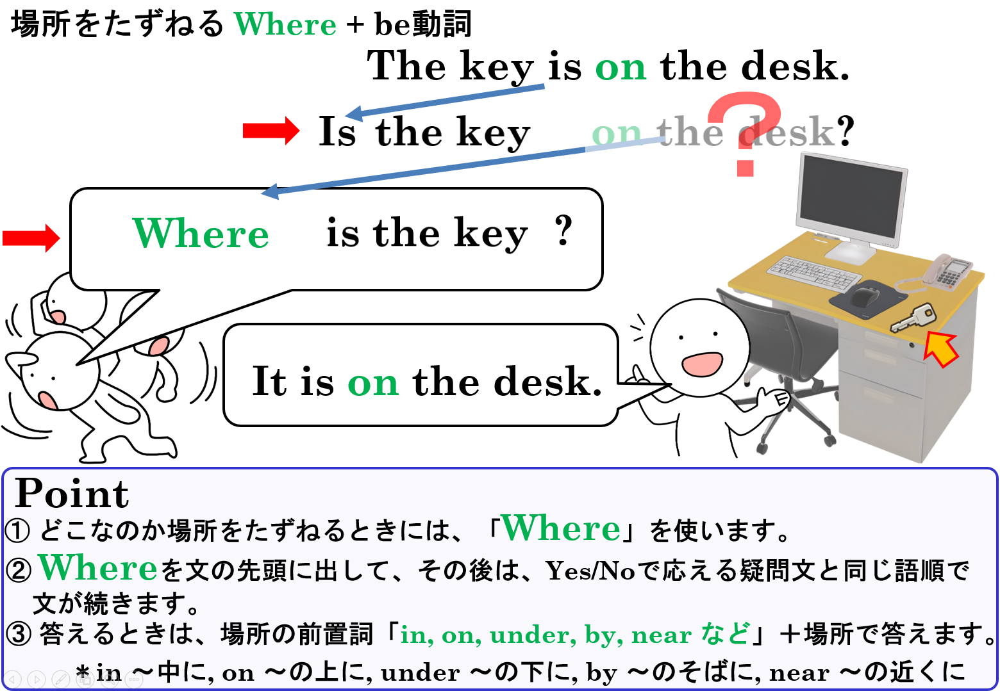 場所をたずねる Where + be動詞
The key is on the desk.
Is the key on the desk?
?
Where is the key ?
It is on the desk.
Point
① どこなのか場所をたずねるときには、「Where」を使います。
② Whereを文の先頭に出して、その後は、Yes/Noで応える疑問文と同じ語順で
文が続きます。
③ 答えるときは、場所の前置詞「in, on, under, by, near など」＋場所で答えます。
＊in ～中に, on ～の上に, under ～の下に, by ～のそばに, near ～の近くに